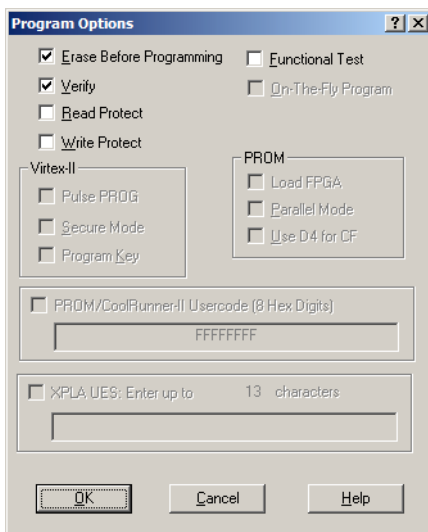 Program Options
Erase Before Programming
Functional Test
Verify
On-The-Fly Program
Read Protect
Write Protect
Virtex-II
Pulse PROG
Secure Mode
Program Key
PROM
Load FPGA
Parallel Mode
Use D4 for CF
PROM/CoolRunner-II Usercode (8 Hex Digits)
FFFFFFFF
XPLA UES: Enter up to 13 characters
OK Cancel Help